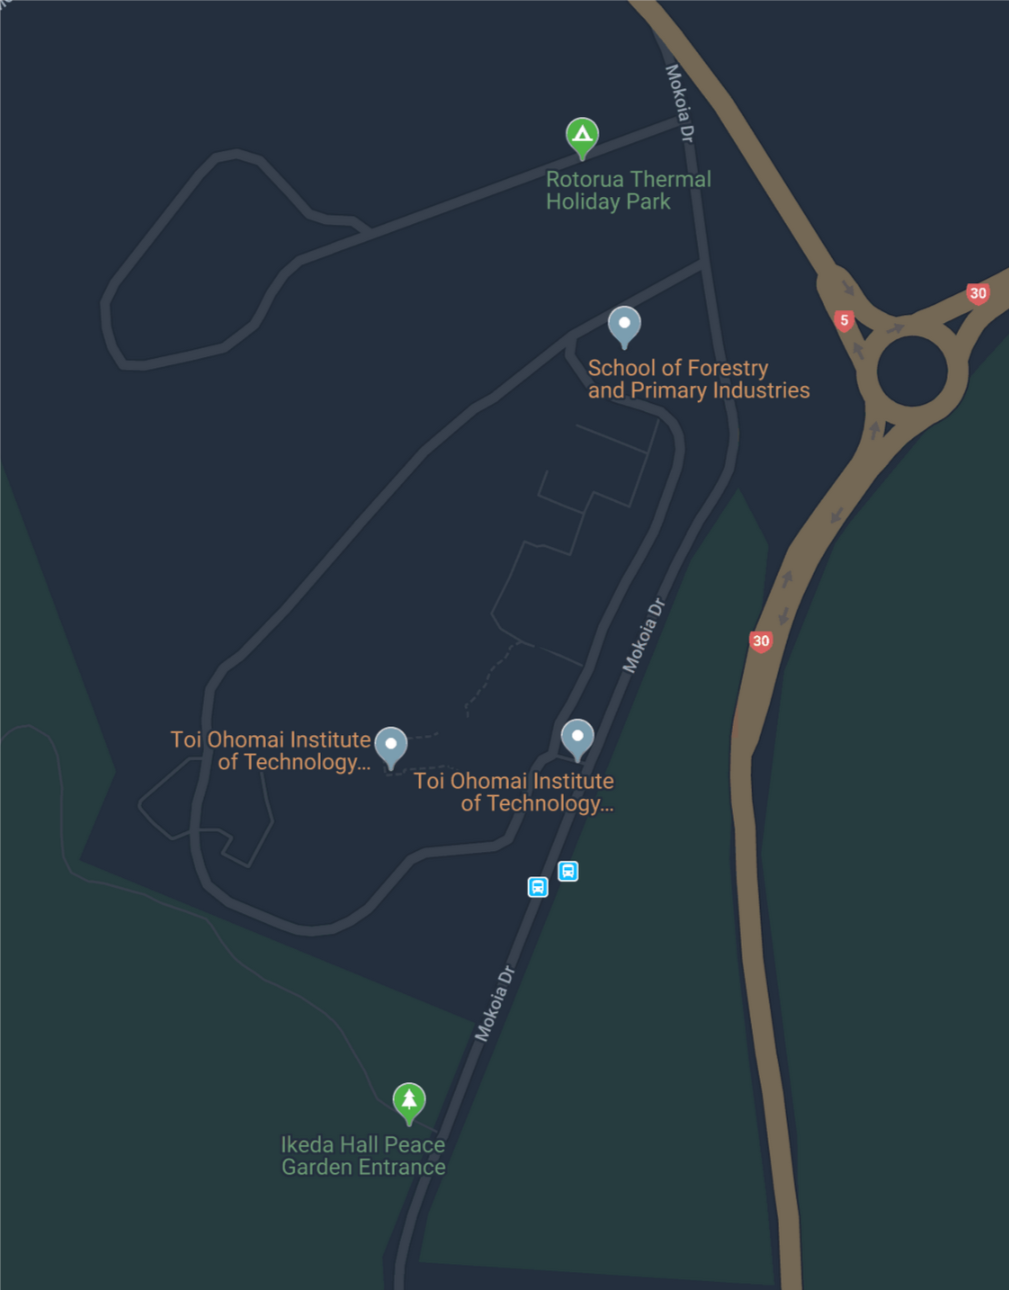 Mokoia Dr
Rotorua Thermal
Holiday Park
30
5
School of Forestry
and Primary Industries
Mokoia Dr
30
Toi Ohomai Institute
of Technology...
Toi Ohomai Institute
of Technology...
Mokoia Dr
Ikeda Hall Peace
Garden Entrance